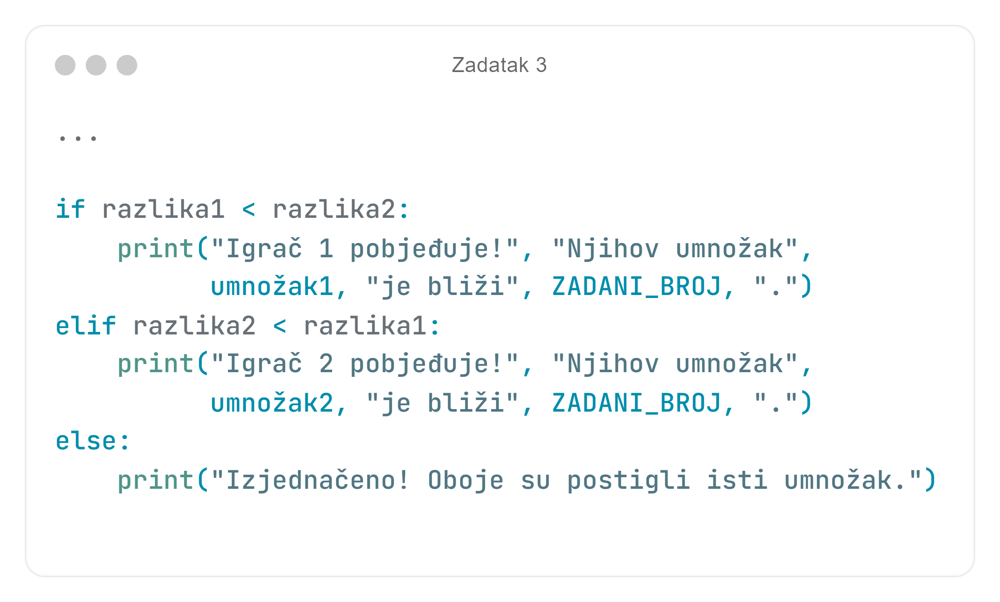 Zadatak 3
...
if razlika1 < razlika2:
    print("Igrač 1 pobjeđuje!", "Njihov umnožak",
          umnožak1, "je bliži", ZADANI_BROJ, ".")
elif razlika2 < razlika1:
    print("Igrač 2 pobjeđuje!", "Njihov umnožak",
          umnožak2, "je bliži", ZADANI_BROJ, ".")
else:
    print("Izjednačeno! Oboje su postigli isti umnožak.")